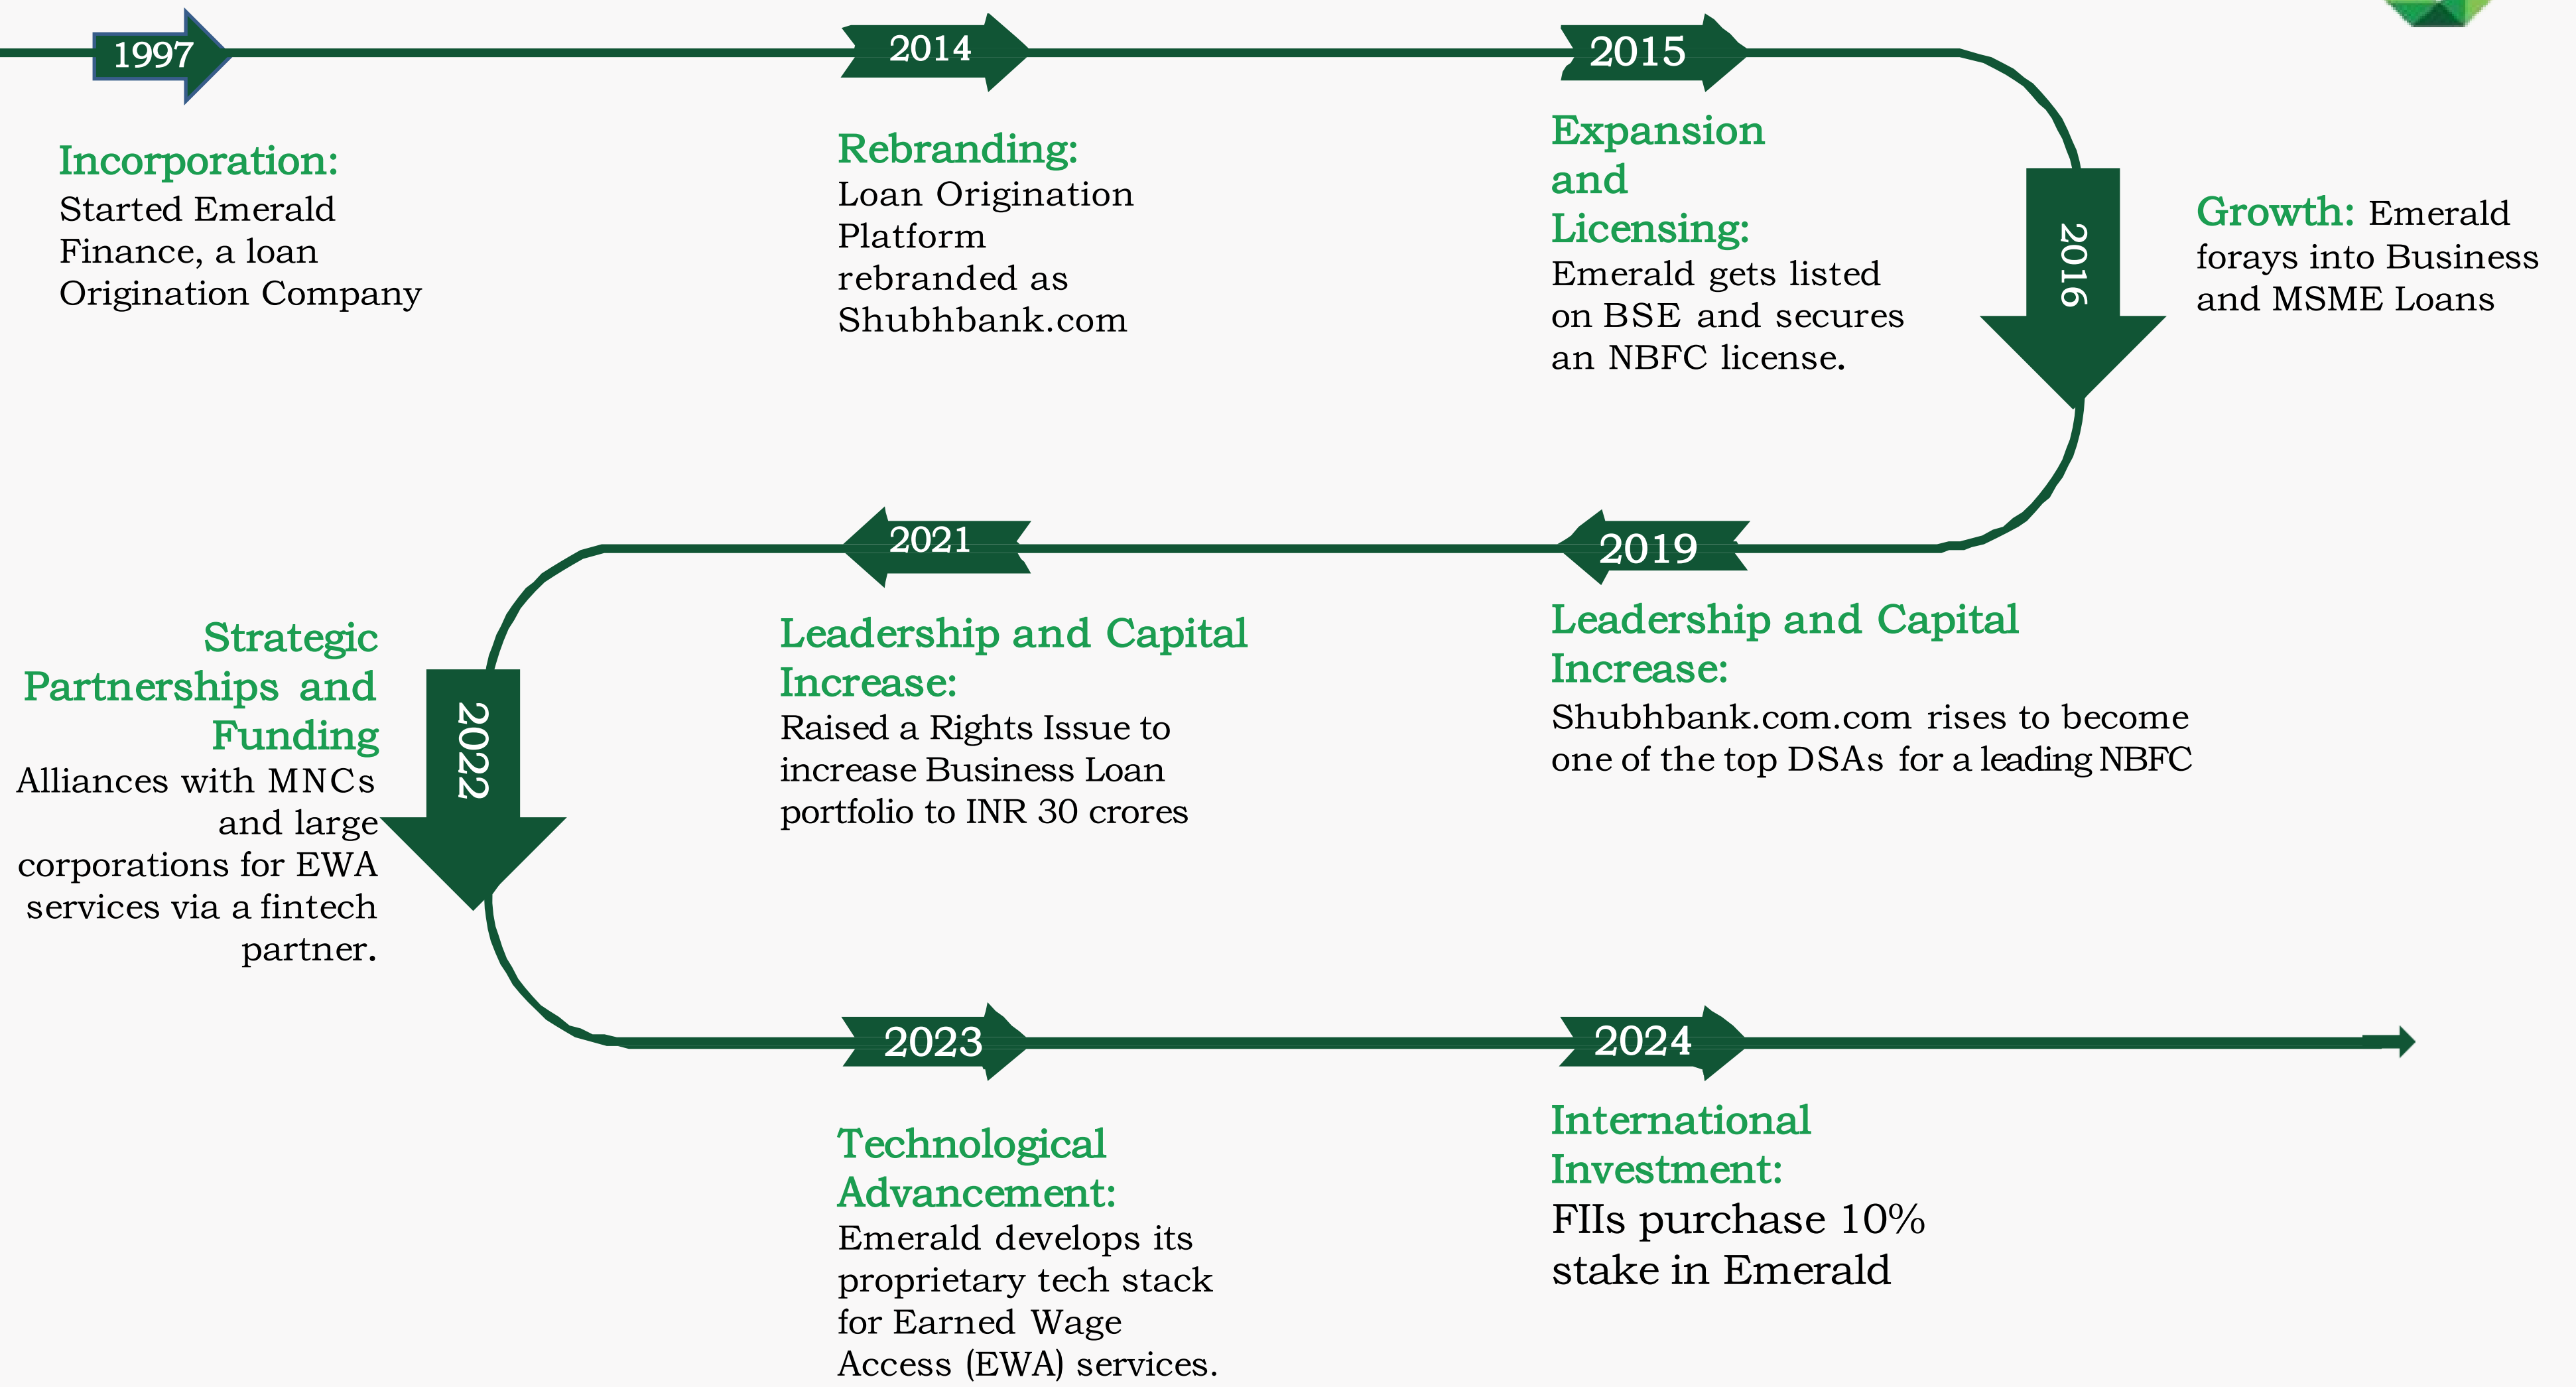 1997
Incorporation:
Started Emerald
Finance, a loan
Origination Company
2014
Rebranding:
Loan Origination
Platform
rebranded as
Shubhbank.com
2015
Expansion
and
Licensing:
Emerald gets listed
on BSE and secures
an NBFC license.
2016
Growth: Emerald
forays into Business
and MSME Loans
2019
Leadership and Capital
Increase:
Shubhbank.com.com rises to become
one of the top DSAs for a leading NBFC
2021
Leadership and Capital
Increase:
Raised a Rights Issue to
increase Business Loan
portfolio to INR 30 crores
2022
Strategic
Partnerships and
Funding
Alliances with MNCs
and large
corporations for EWA
services via a fintech
partner.
2023
Technological
Advancement:
Emerald develops its
proprietary tech stack
for Earned Wage
Access (EWA) services.
2024
International
Investment:
FIIs purchase 10%
stake in Emerald